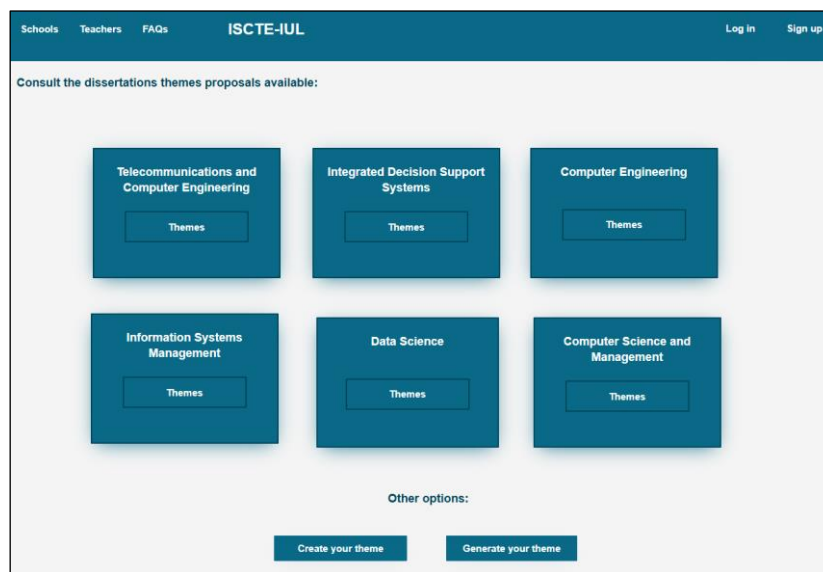 Schools Teachers FAQs ISCTE-IUL Log in Sign up
Consult the dissertations themes proposals available:
Telecommunications and
Computer Engineering
Themes
Integrated Decision Support
Systems
Themes
Computer Engineering
Themes
Information Systems
Management
Themes
Data Science
Themes
Computer Science and
Management
Themes
Other options:
Create your theme Generate your theme